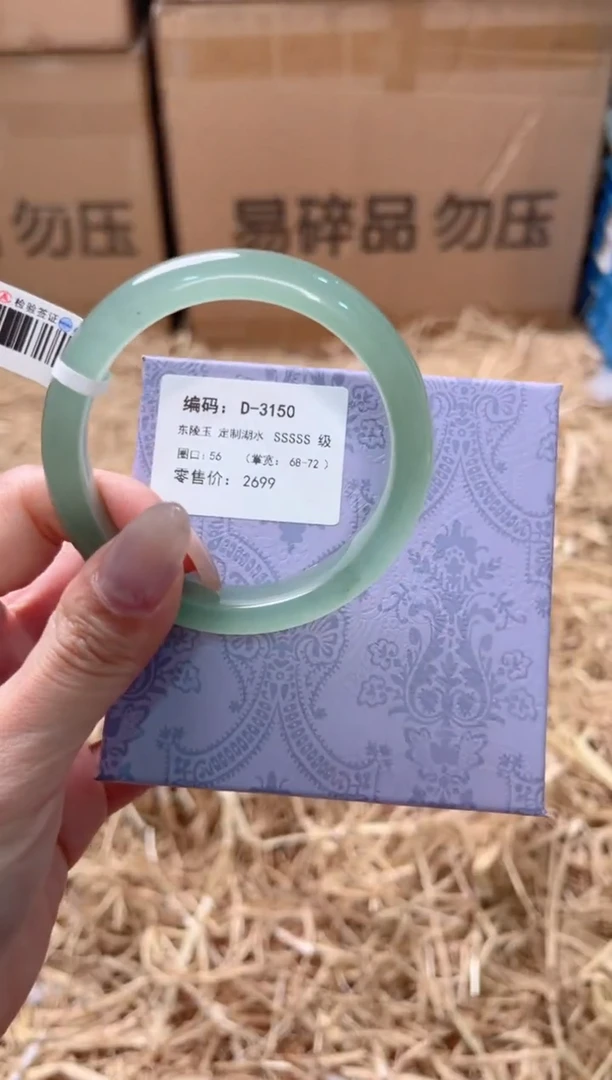 勿压
易碎品 勿压
检验签证
编码：D-3150
东陵玉 定制湖水 SSSSS 级
圈口：56 （掌宽：68-72）
零售价：2699